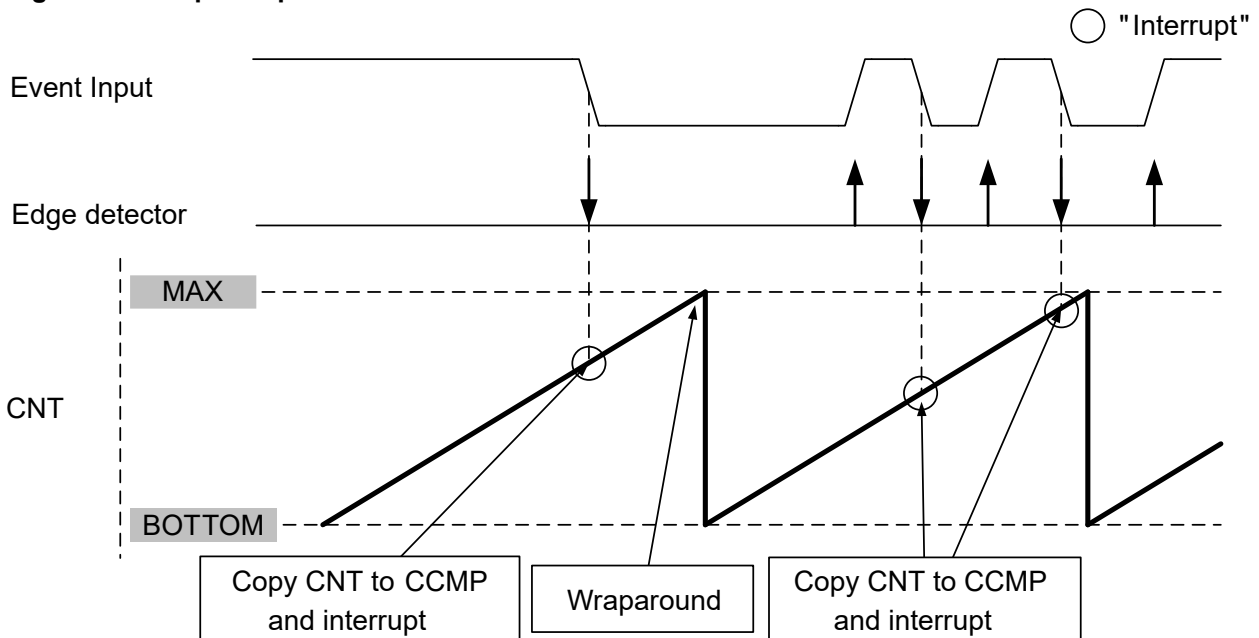 "Interrupt"
Event Input
Edge detector
MAX
CNT
BOTTOM
Copy CNT to CCMP
and interrupt
Wraparound
Copy CNT to CCMP
and interrupt